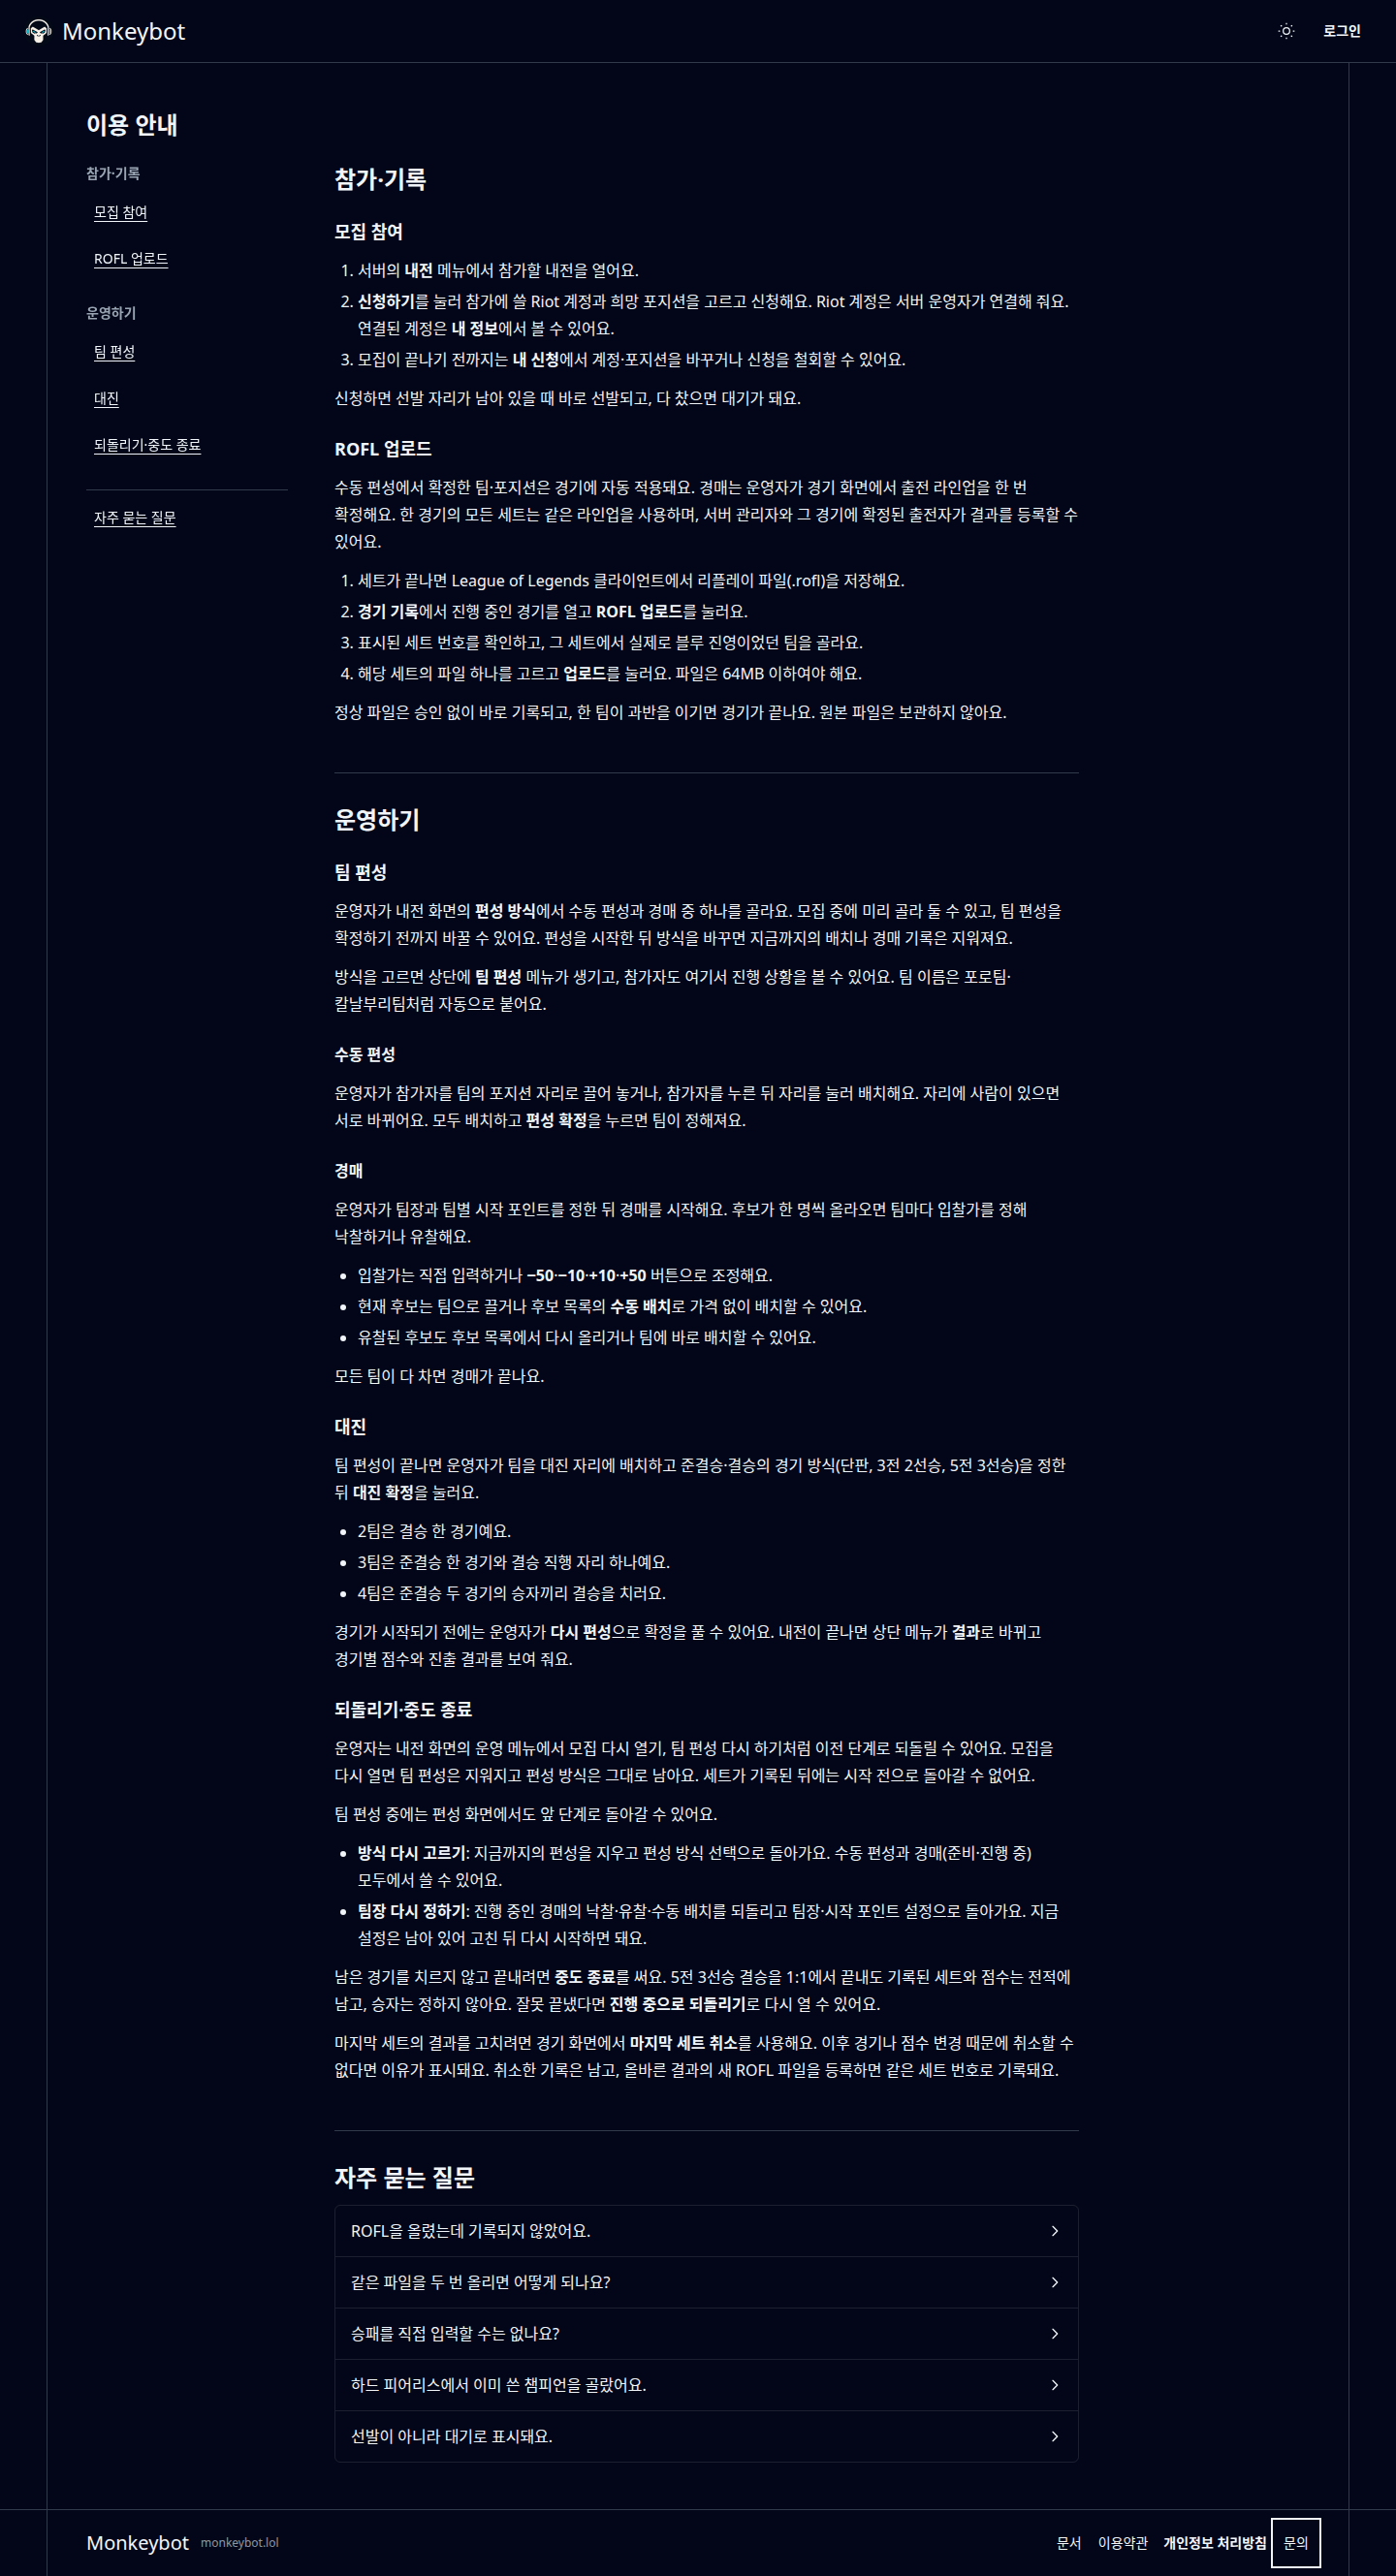 Monkeybot
로그인
이용 안내
참가·기록
모집 참여
ROFL 업로드
운영하기
팀 편성
대진
되돌리기·중도 종료
자주 묻는 질문
참가·기록
모집 참여
1. 서버의 내전 메뉴에서 참가할 내전을 열어요.
2. 신청하기를 눌러 참가에 쓸 Riot 계정과 희망 포지션을 고르고 신청해요. Riot 계정은 서버 운영자가 연결해 줘요.
연결된 계정은 내 정보에서 볼 수 있어요.
3. 모집이 끝나기 전까지는 내 신청에서 계정·포지션을 바꾸거나 신청을 철회할 수 있어요.
신청하면 선발 자리가 남아 있을 때 바로 선발되고, 다 찼으면 대기가 돼요.
ROFL 업로드
수동 편성에서 확정한 팀·포지션은 경기에 자동 적용돼요. 경매는 운영자가 경기 화면에서 출전 라인업을 한 번
확정해요. 한 경기의 모든 세트는 같은 라인업을 사용하며, 서버 관리자와 그 경기에 확정된 출전자가 결과를 등록할 수
있어요.
1. 세트가 끝나면 League of Legends 클라이언트에서 리플레이 파일(.rofl)을 저장해요.
2. 경기 기록에서 진행 중인 경기를 열고 ROFL 업로드를 눌러요.
3. 표시된 세트 번호를 확인하고, 그 세트에서 실제로 블루 진영이었던 팀을 골라요.
4. 해당 세트의 파일 하나를 고르고 업로드를 눌러요. 파일은 64MB 이하여야 해요.
정상 파일은 승인 없이 바로 기록되고, 한 팀이 과반을 이기면 경기가 끝나요. 원본 파일은 보관하지 않아요.
운영하기
팀 편성
운영자가 내전 화면의 편성 방식에서 수동 편성과 경매 중 하나를 골라요. 모집 중에 미리 골라 둘 수 있고, 팀 편성을
확정하기 전까지 바꿀 수 있어요. 편성을 시작한 뒤 방식을 바꾸면 지금까지의 배치나 경매 기록은 지워져요.
방식을 고르면 상단에 팀 편성 메뉴가 생기고, 참가자도 여기서 진행 상황을 볼 수 있어요. 팀 이름은 포로팀·
칼날부리팀처럼 자동으로 붙어요.
수동 편성
운영자가 참가자를 팀의 포지션 자리로 끌어 놓거나, 참가자를 누른 뒤 자리를 눌러 배치해요. 자리에 사람이 있으면
서로 바뀌어요. 모두 배치하고 편성 확정을 누르면 팀이 정해져요.
경매
운영자가 팀장과 팀별 시작 포인트를 정한 뒤 경매를 시작해요. 후보가 한 명씩 올라오면 팀마다 입찰가를 정해
낙찰하거나 유찰해요.
• 입찰가는 직접 입력하거나 −50·−10·+10·+50 버튼으로 조정해요.
• 현재 후보는 팀으로 끌거나 후보 목록의 수동 배치로 가격 없이 배치할 수 있어요.
• 유찰된 후보도 후보 목록에서 다시 올리거나 팀에 바로 배치할 수 있어요.
모든 팀이 다 차면 경매가 끝나요.
대진
팀 편성이 끝나면 운영자가 팀을 대진 자리에 배치하고 준결승·결승의 경기 방식(단판, 3전 2선승, 5전 3선승)을 정한
뒤 대진 확정을 눌러요.
• 2팀은 결승 한 경기예요.
• 3팀은 준결승 한 경기와 결승 직행 자리 하나예요.
• 4팀은 준결승 두 경기의 승자끼리 결승을 치러요.
경기가 시작되기 전에는 운영자가 다시 편성으로 확정을 풀 수 있어요. 내전이 끝나면 상단 메뉴가 결과로 바뀌고
경기별 점수와 진출 결과를 보여 줘요.
되돌리기·중도 종료
운영자는 내전 화면의 운영 메뉴에서 모집 다시 열기, 팀 편성 다시 하기처럼 이전 단계로 되돌릴 수 있어요. 모집을
다시 열면 팀 편성은 지워지고 편성 방식은 그대로 남아요. 세트가 기록된 뒤에는 시작 전으로 돌아갈 수 없어요.
팀 편성 중에는 편성 화면에서도 앞 단계로 돌아갈 수 있어요.
• 방식 다시 고르기: 지금까지의 편성을 지우고 편성 방식 선택으로 돌아가요. 수동 편성과 경매(준비·진행 중)
모두에서 쓸 수 있어요.
• 팀장 다시 정하기: 진행 중인 경매의 낙찰·유찰·수동 배치를 되돌리고 팀장·시작 포인트 설정으로 돌아가요. 지금
설정은 남아 있어 고친 뒤 다시 시작하면 돼요.
남은 경기를 치르지 않고 끝내려면 중도 종료를 써요. 5전 3선승 결승을 1:1에서 끝내도 기록된 세트와 점수는 전적에
남고, 승자는 정하지 않아요. 잘못 끝냈다면 진행 중으로 되돌리기로 다시 열 수 있어요.
마지막 세트의 결과를 고치려면 경기 화면에서 마지막 세트 취소를 사용해요. 이후 경기나 점수 변경 때문에 취소할 수
없다면 이유가 표시돼요. 취소한 기록은 남고, 올바른 결과의 새 ROFL 파일을 등록하면 같은 세트 번호로 기록돼요.
자주 묻는 질문
ROFL을 올렸는데 기록되지 않았어요.
같은 파일을 두 번 올리면 어떻게 되나요?
승패를 직접 입력할 수는 없나요?
하드 피어리스에서 이미 쓴 챔피언을 골랐어요.
선발이 아니라 대기로 표시돼요.
Monkeybot monkeybot.lol
문서 이용약관 개인정보 처리방침 문의